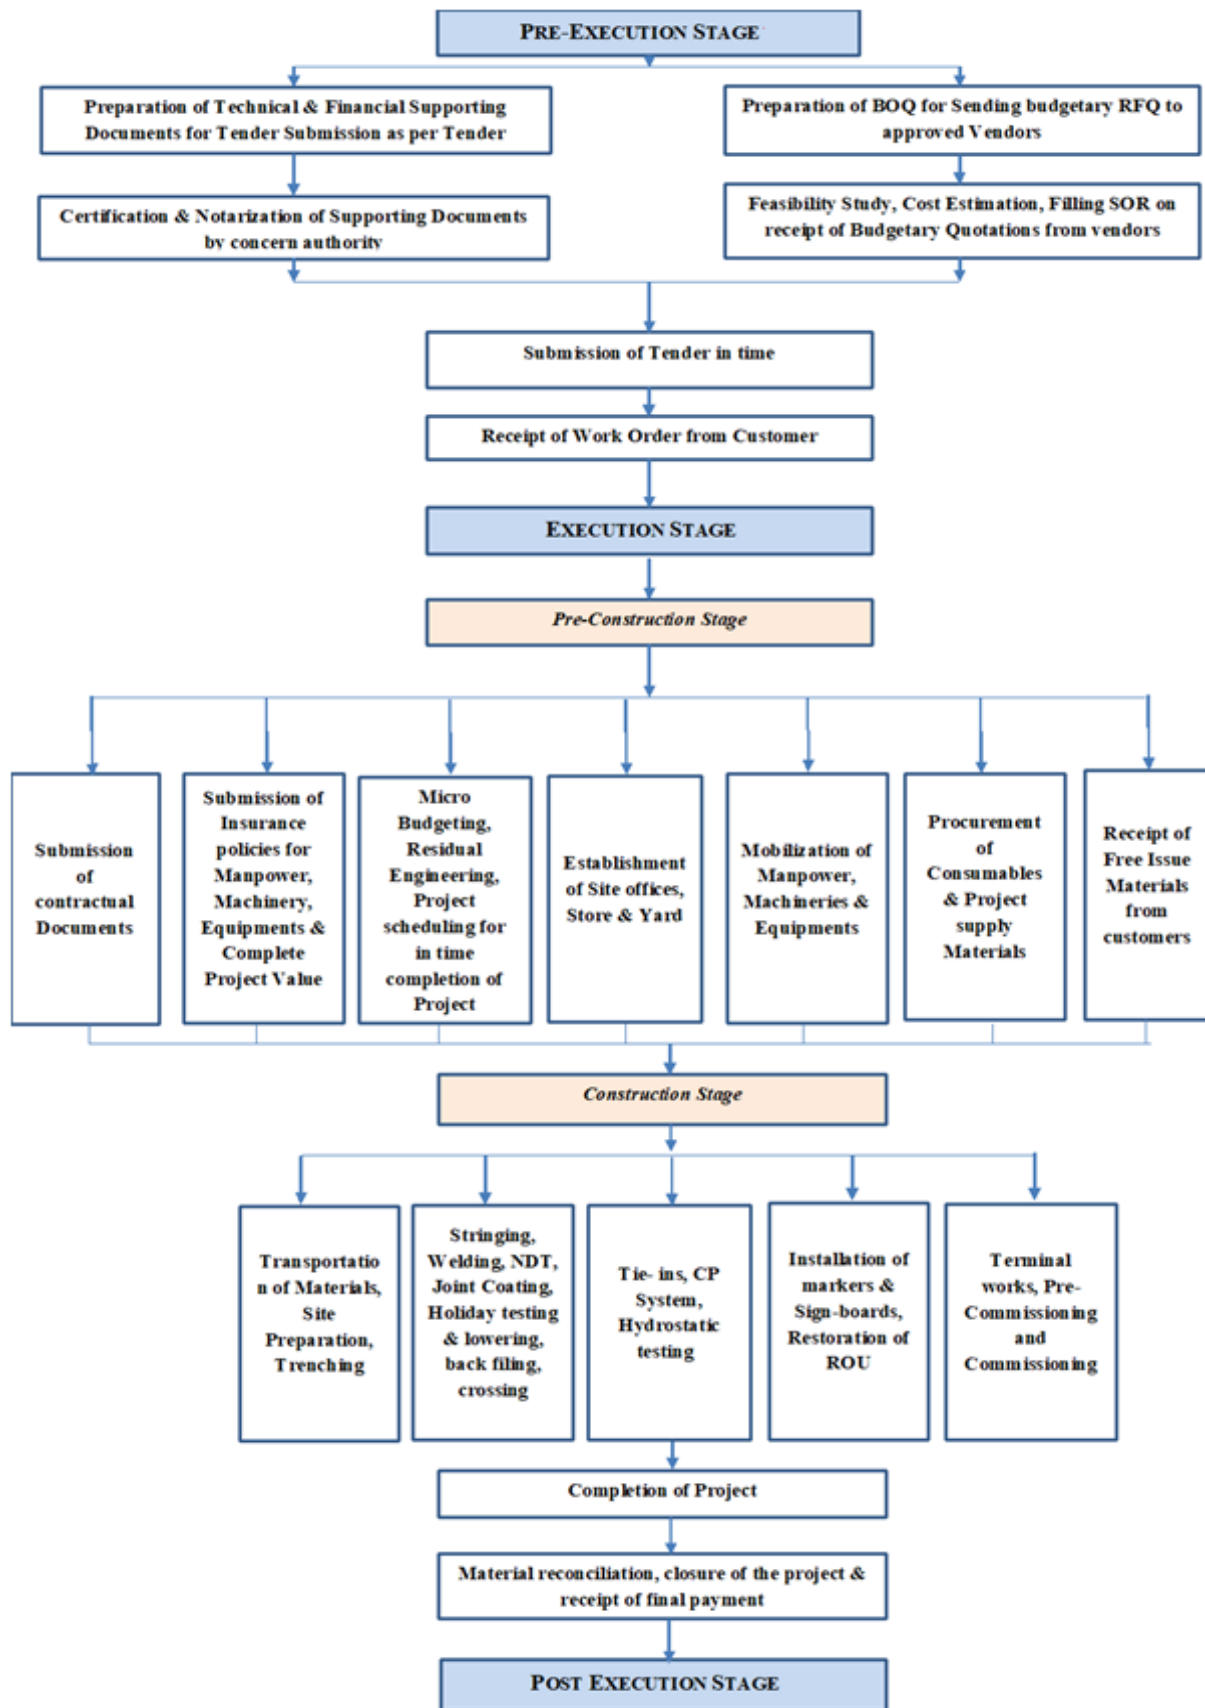 PRE-EXECUTION STAGE
Preparation of Technical & Financial Supporting
Documents for Tender Submission as per Tender
Preparation of BOQ for Sending budgetary RFQ to
approved Vendors
Certification & Notarization of Supporting Documents
by concern authority
Feasibility Study, Cost Estimation, Filling SOR on
receipt of Budgetary Quotations from vendors
Submission of Tender in time
Receipt of Work Order from Customer
EXECUTION STAGE
Pre-Construction Stage
Submission
of
contractual
Documents
Submission of
Insurance
policies for
Manpower,
Machinery,
Equipments &
Complete
Project Value
Micro
Budgeting,
Residual
Engineering,
Project
scheduling for
in time
completion of
Project
Establishment
of Site offices,
Store & Yard
Mobilization of
Manpower,
Machineries &
Equipments
Procurement
of
Consumables
& Project
supply
Materials
Receipt of
Free Issue
Materials
from
customers
Construction Stage
Transportatio
n of Materials,
Site
Preparation,
Trenching
Stringing,
Welding, NDT,
Joint Coating,
Holiday testing
& lowering,
back filing,
crossing
Tie- ins, CP
System,
Hydrostatic
testing
Installation of
markers &
Sign-boards,
Restoration of
ROU
Terminal
works, Pre-
Commissioning
and
Commissioning
Completion of Project
Material reconciliation, closure of the project &
receipt of final payment
POST EXECUTION STAGE